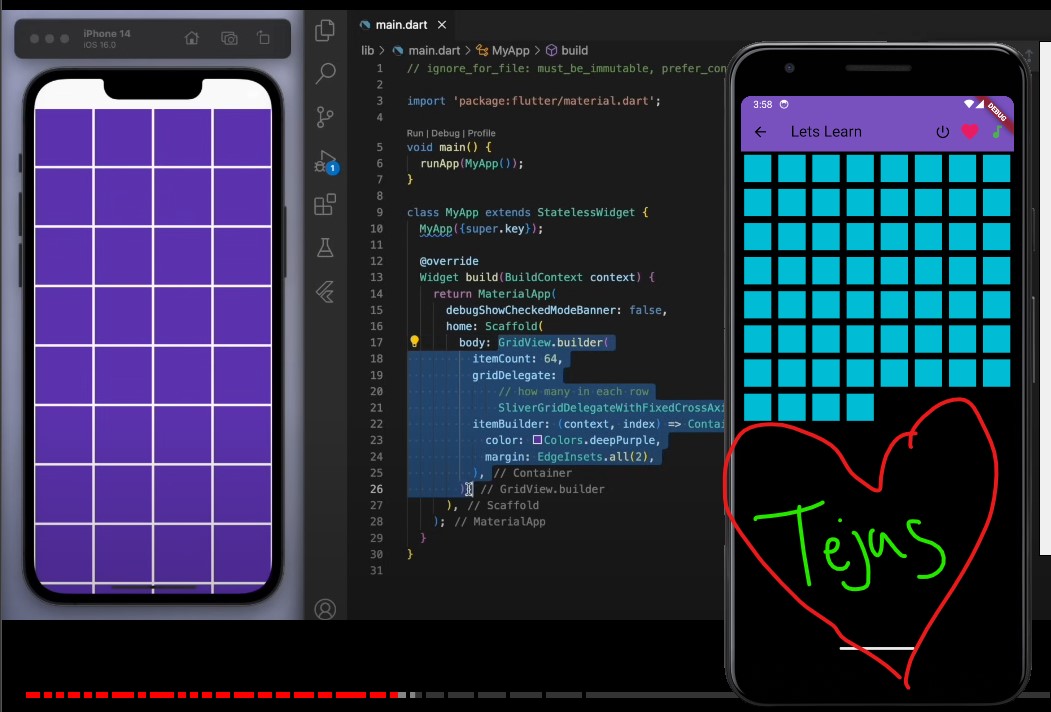 iPhone 14
iOS 16.0
main.dart
lib > main.dart > MyApp > build
1 // ignore_for_file: must_be_immutable, prefer_con
2
3 import 'package:flutter/material.dart';
4
Run | Debug | Profile
5 void main() {
6 runApp(MyApp());
7 }
8
9 class MyApp extends StatelessWidget {
10 MyApp({super.key});
11
12 @override
13 Widget build(BuildContext context) {
14 return MaterialApp(
15 debugShowCheckedModeBanner: false,
16 home: Scaffold(
17 body: GridView.builder(
18 itemCount: 64,
19 gridDelegate:
20 // how many in each row
21 SliverGridDelegateWithFixedCrossAxi
22 itemBuilder: (context, index) => Contai
23 color: Colors.deepPurple,
24 margin: EdgeInsets.all(2),
25 ), // Container
26 ), // GridView.builder
27 ), // Scaffold
28 ); // MaterialApp
29 }
30 }
31
1
3:58
DEBUG
Lets Learn
Tejas